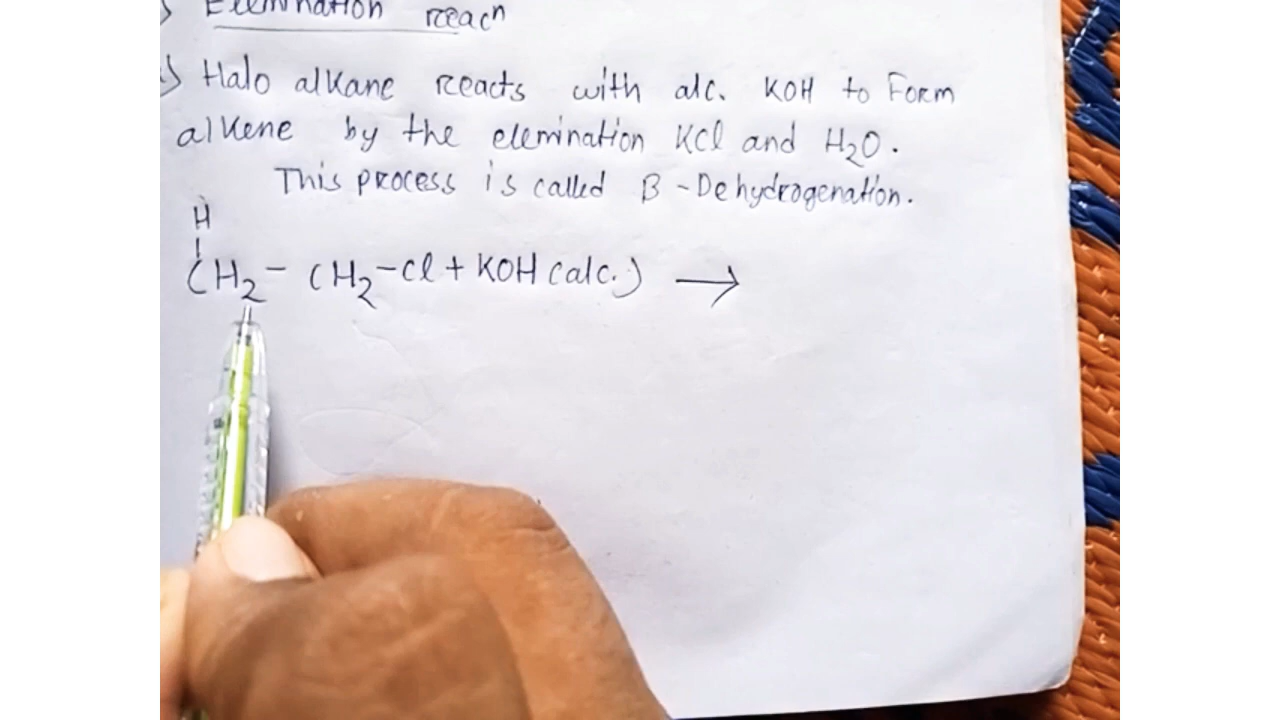 Elemination reacn
Halo alkane reacts with alc. KOH to Form
alkene by the elemination KCl and H2O.
This process is called B-Dehydrogenation.
H
CH2 - CH2 - Cl + KOH (alc.) →